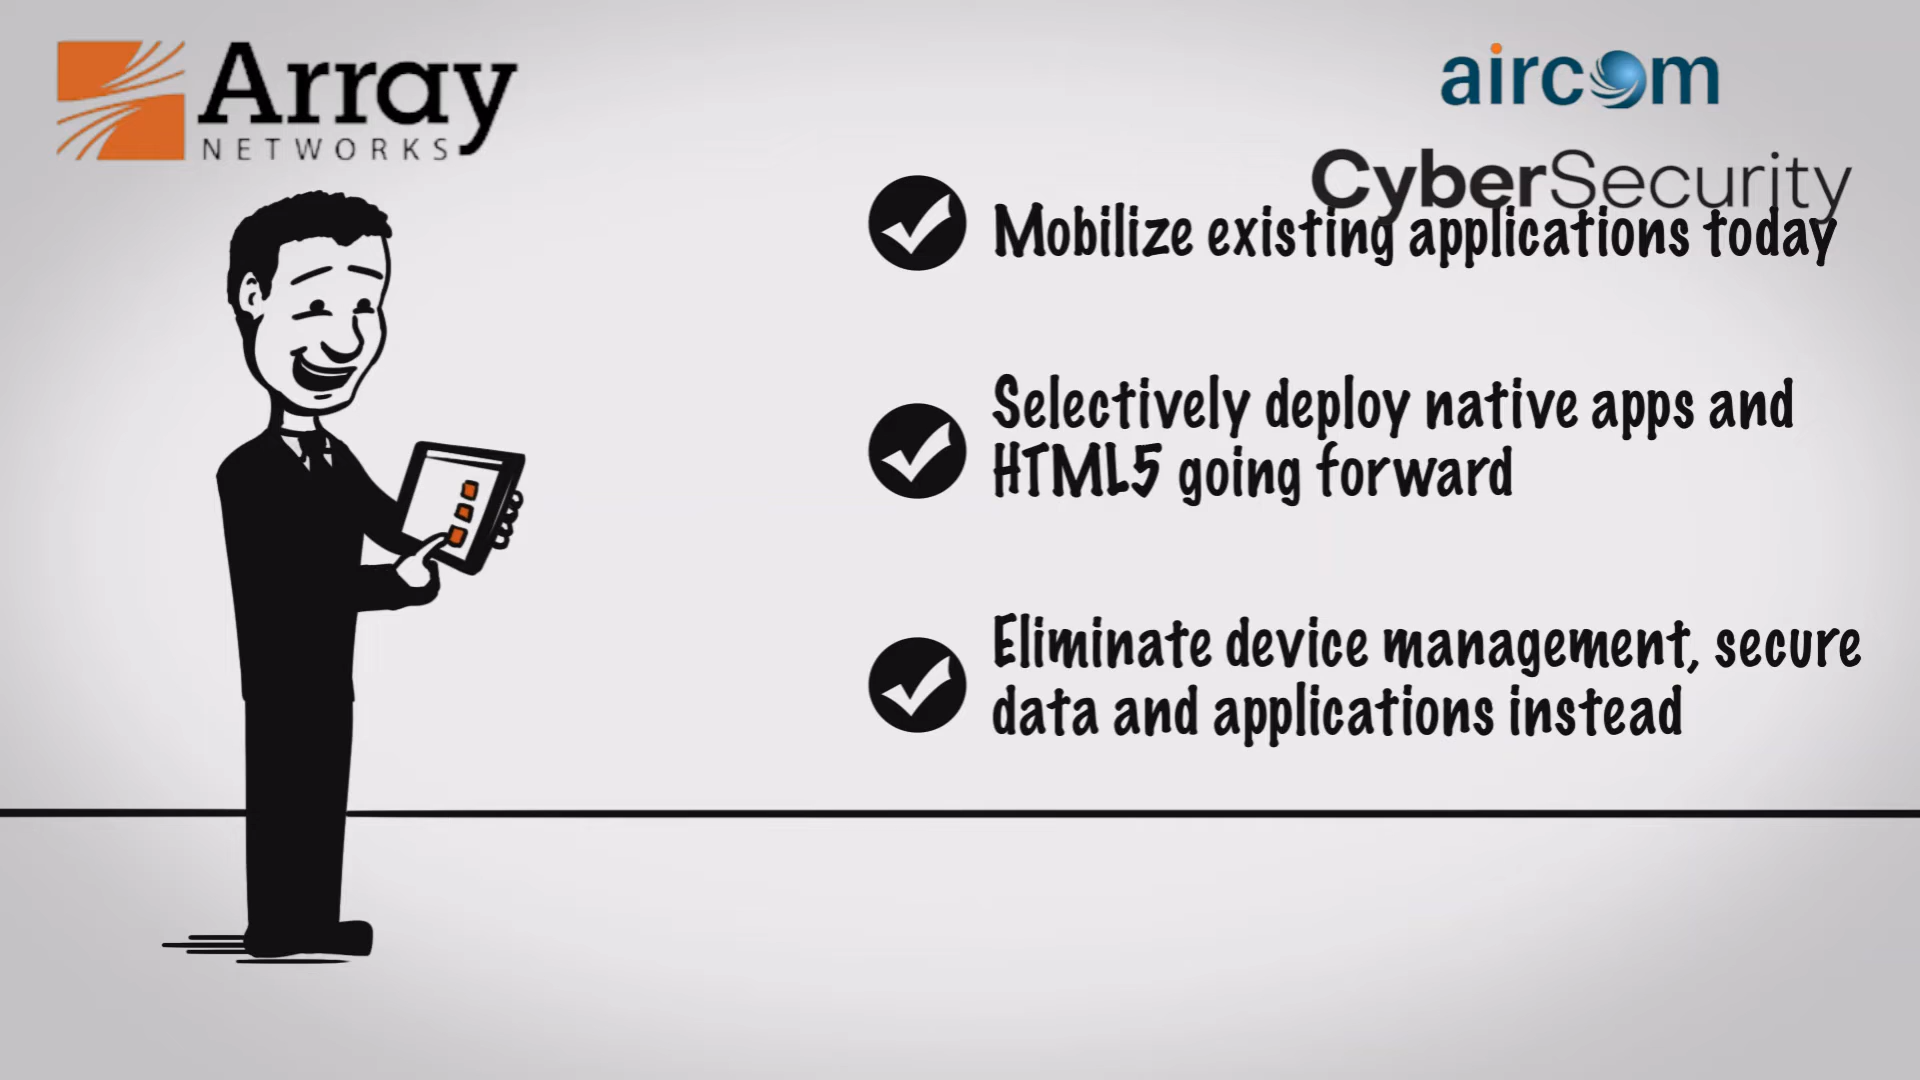 Array
NETWORKS
aircom
CyberSecurity
Mobilize existing applications today
Selectively deploy native apps and
HTML5 going forward
Eliminate device management, secure
data and applications instead